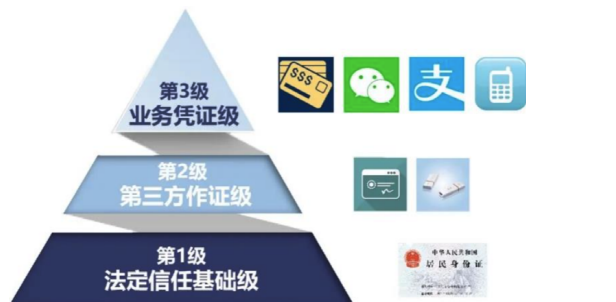 第3级
业务凭证级
$$$
支
第2级
第三方作证级
第1级
法定信任基础级
中华人民共和国
居民身份证